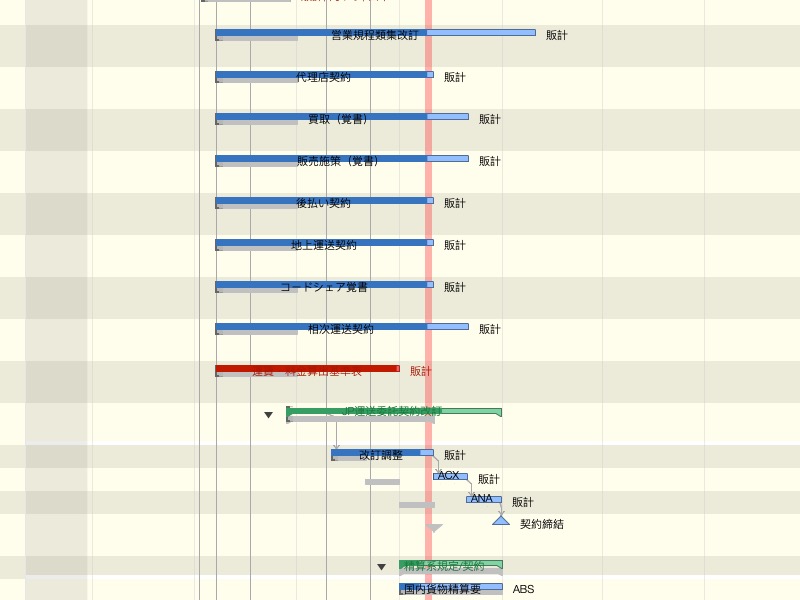 営業規程類集改訂 販計
代理店契約 販計
買取（覚書） 販計
販売施策（覚書） 販計
後払い契約 販計
地上運送契約 販計
コードシェア覚書 販計
相次運送契約 販計
運賃・料金算出基準表 販計
JP運送委託契約改訂
改訂調整 販計
ACX 販計
ANA 販計
契約締結
精算系規定/契約
国内貨物精算要 ABS